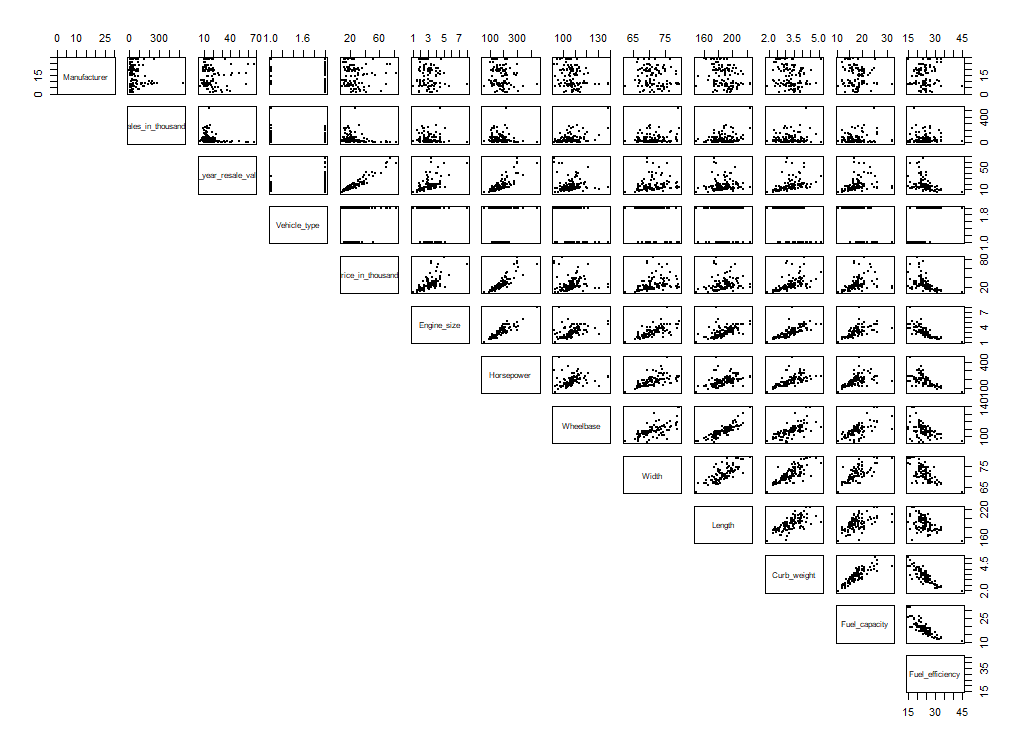 0 10 25 0 300 10 40 70 1.0 1.6 20 60 1 3 5 7 100 300 100 130 65 75 160 200 2.0 3.5 5.0 10 20 30 15 45
0 15 Manufacturer 0 15
ales_in_thousand 0 400
_year_resale_val 10 50
Vehicle_type 1.0 1.8
rice_in_thousand 20 80
Engine_size 1 4 7
Horsepower 100 400
Wheelbase 100 140
Width 65 75
Length 160 220
Curb_weight 2.0 4.5
Fuel_capacity 10 25
Fuel_efficiency 15 35
15 30 45